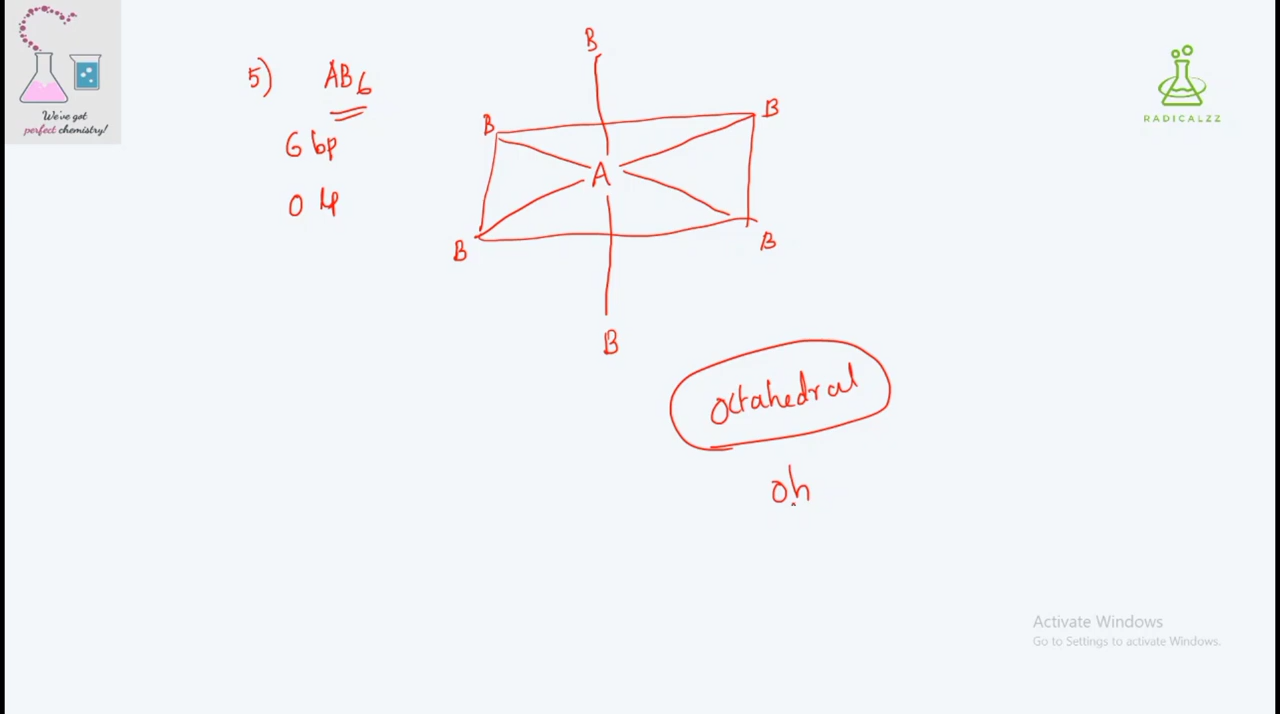 We've got
perfect chemistry!
5) AB6
6 bp
0 lp
B
B
B
A
B
B
B
octahedral
oh
RADICALZZ
Activate Windows
Go to Settings to activate Windows.